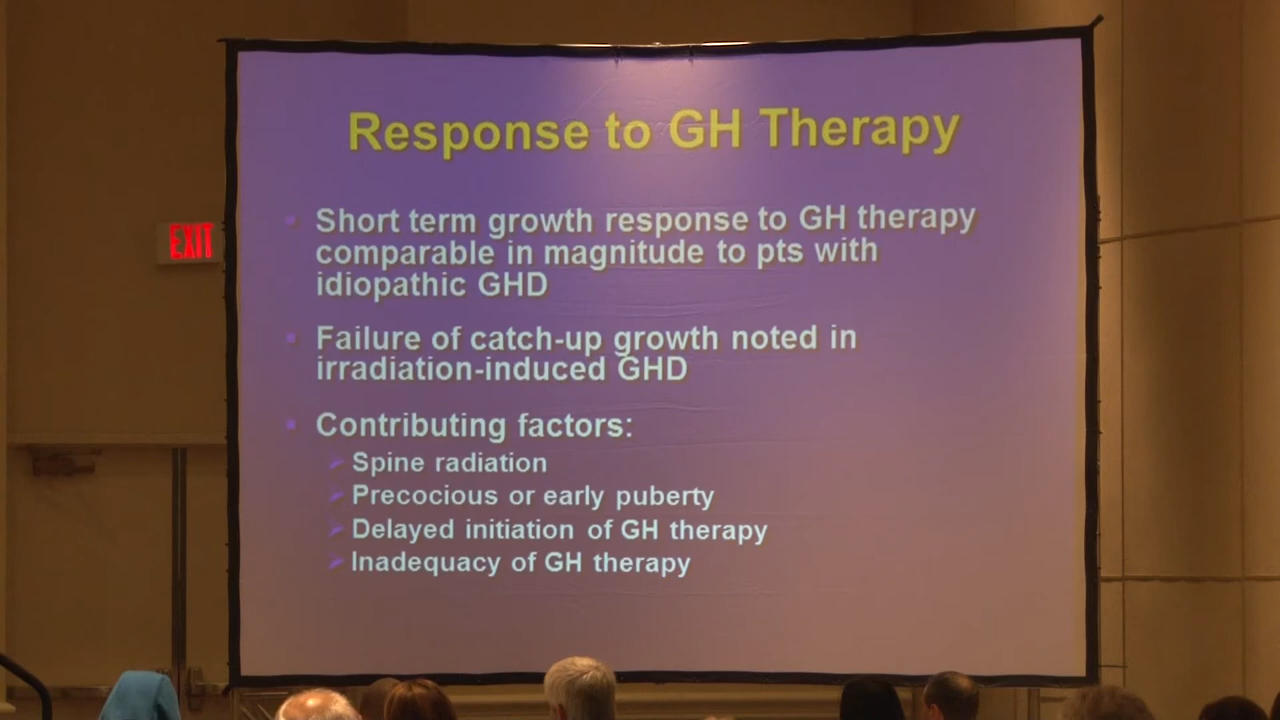 Response to GH Therapy
EXIT
Short term growth response to GH therapy
comparable in magnitude to pts with
idiopathic GHD
Failure of catch-up growth noted in
irradiation-induced GHD
Contributing factors:
Spine radiation
Precocious or early puberty
Delayed initiation of GH therapy
Inadequacy of GH therapy